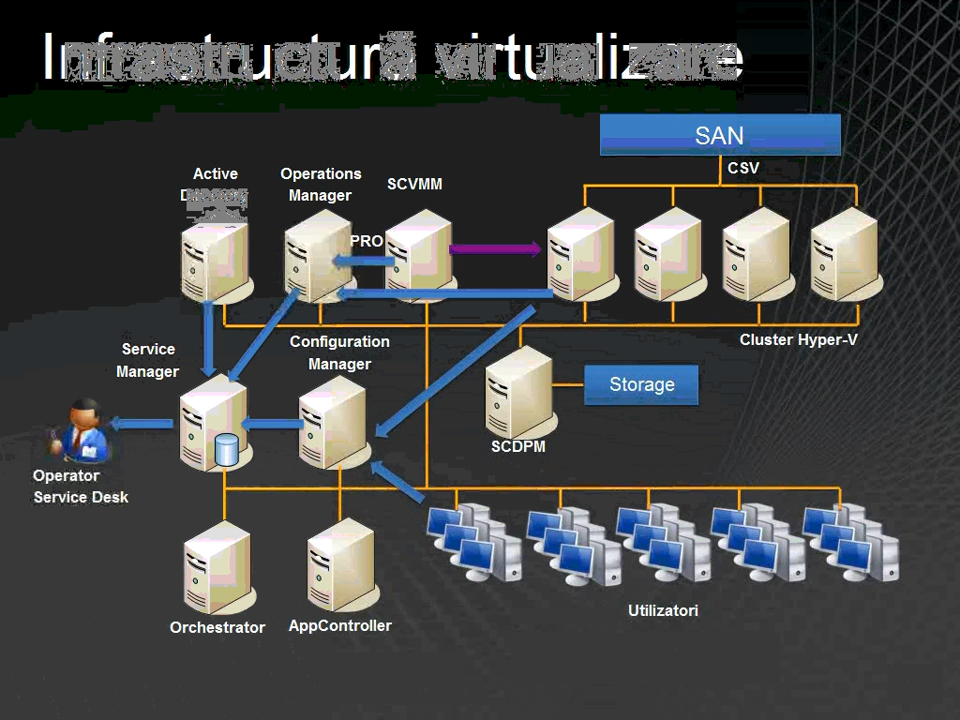 Infrastructură virtualizare
SAN
CSV
Active
Operations
Manager
SCVMM
PRO
Cluster Hyper-V
Service
Manager
Configuration
Manager
Storage
SCDPM
Operator
Service Desk
Orchestrator
AppController
Utilizatori